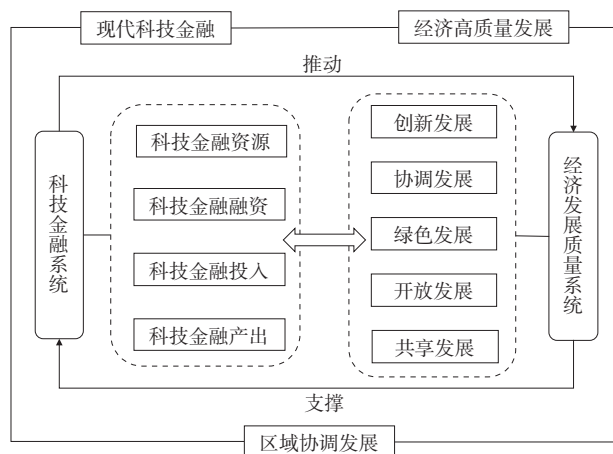 现代科技金融
经济高质量发展
推动
科技金融系统
科技金融资源
科技金融融资
科技金融投入
科技金融产出
创新发展
协调发展
绿色发展
开放发展
共享发展
经济发展质量系统
支撑
区域协调发展